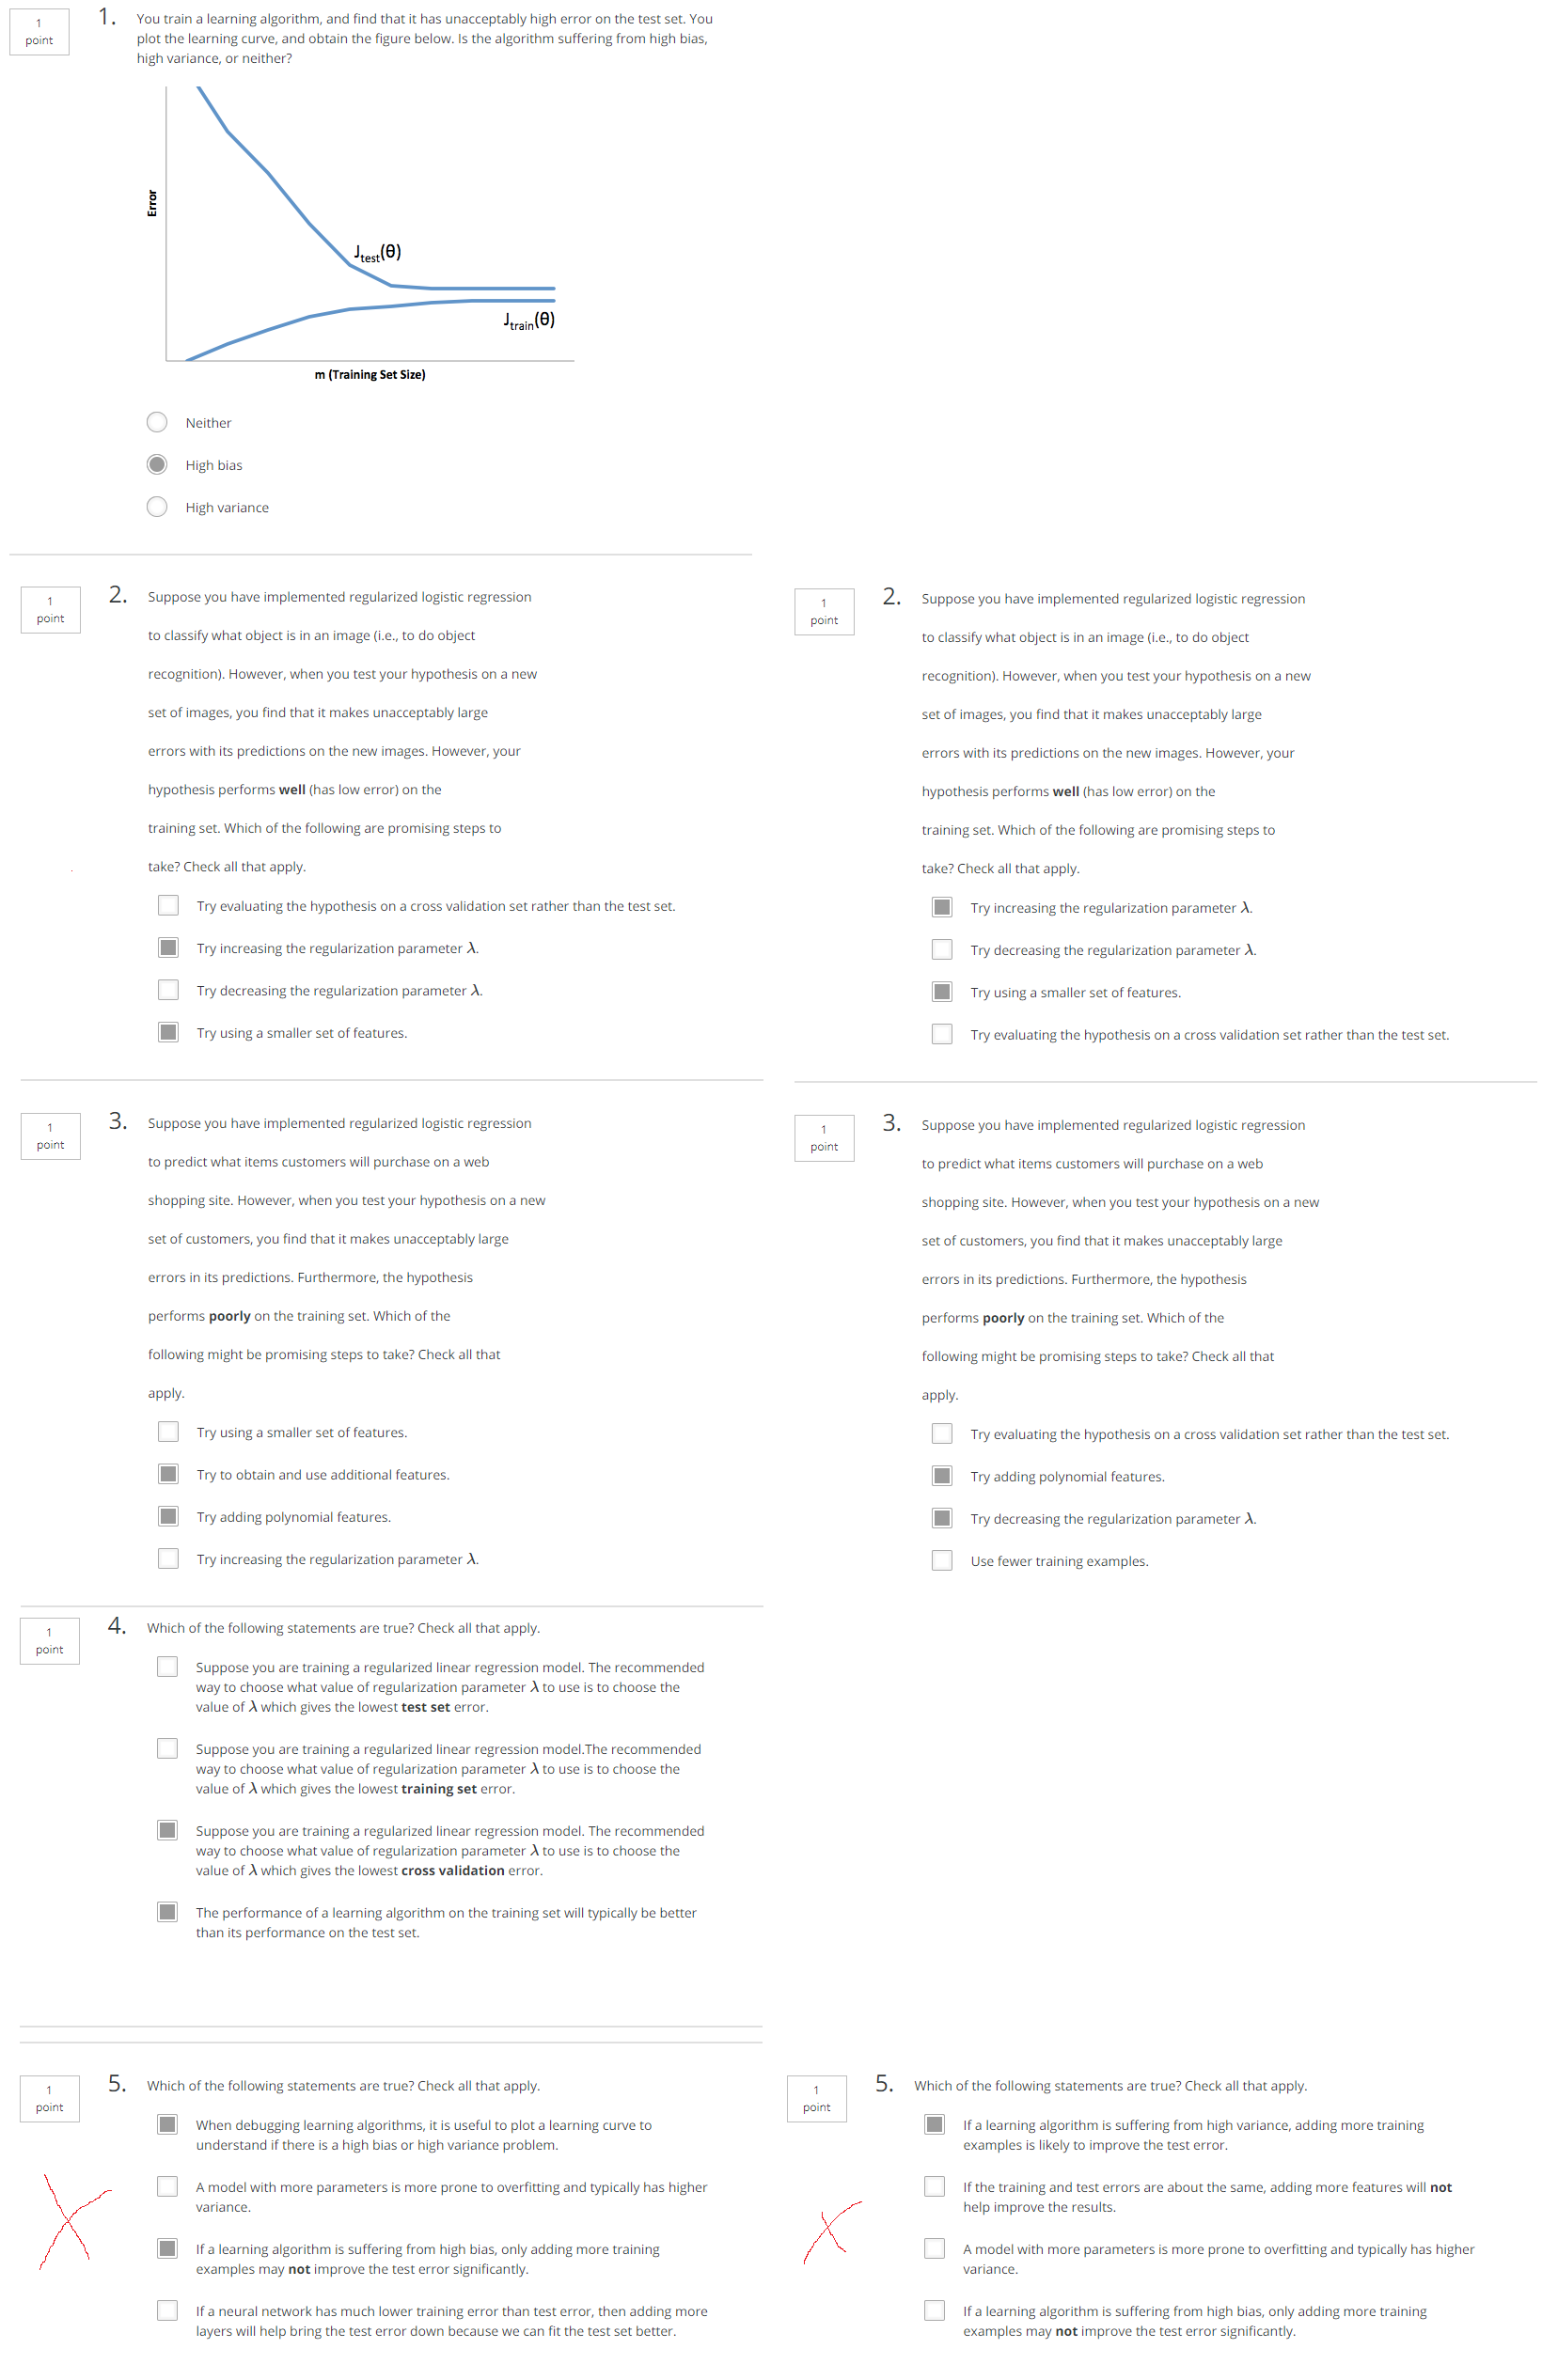 1
point
1. You train a learning algorithm, and find that it has unacceptably high error on the test set. You
plot the learning curve, and obtain the figure below. Is the algorithm suffering from high bias,
high variance, or neither?
Error
Jtest(θ)
Jtrain(θ)
m (Training Set Size)
Neither
High bias
High variance
1
point
2. Suppose you have implemented regularized logistic regression
to classify what object is in an image (i.e., to do object
recognition). However, when you test your hypothesis on a new
set of images, you find that it makes unacceptably large
errors with its predictions on the new images. However, your
hypothesis performs well (has low error) on the
training set. Which of the following are promising steps to
take? Check all that apply.
Try evaluating the hypothesis on a cross validation set rather than the test set.
Try increasing the regularization parameter λ.
Try decreasing the regularization parameter λ.
Try using a smaller set of features.
1
point
2. Suppose you have implemented regularized logistic regression
to classify what object is in an image (i.e., to do object
recognition). However, when you test your hypothesis on a new
set of images, you find that it makes unacceptably large
errors with its predictions on the new images. However, your
hypothesis performs well (has low error) on the
training set. Which of the following are promising steps to
take? Check all that apply.
Try increasing the regularization parameter λ.
Try decreasing the regularization parameter λ.
Try using a smaller set of features.
Try evaluating the hypothesis on a cross validation set rather than the test set.
1
point
3. Suppose you have implemented regularized logistic regression
to predict what items customers will purchase on a web
shopping site. However, when you test your hypothesis on a new
set of customers, you find that it makes unacceptably large
errors in its predictions. Furthermore, the hypothesis
performs poorly on the training set. Which of the
following might be promising steps to take? Check all that
apply.
Try using a smaller set of features.
Try to obtain and use additional features.
Try adding polynomial features.
Try increasing the regularization parameter λ.
1
point
3. Suppose you have implemented regularized logistic regression
to predict what items customers will purchase on a web
shopping site. However, when you test your hypothesis on a new
set of customers, you find that it makes unacceptably large
errors in its predictions. Furthermore, the hypothesis
performs poorly on the training set. Which of the
following might be promising steps to take? Check all that
apply.
Try evaluating the hypothesis on a cross validation set rather than the test set.
Try adding polynomial features.
Try decreasing the regularization parameter λ.
Use fewer training examples.
1
point
4. Which of the following statements are true? Check all that apply.
Suppose you are training a regularized linear regression model. The recommended
way to choose what value of regularization parameter λ to use is to choose the
value of λ which gives the lowest test set error.
Suppose you are training a regularized linear regression model.The recommended
way to choose what value of regularization parameter λ to use is to choose the
value of λ which gives the lowest training set error.
Suppose you are training a regularized linear regression model. The recommended
way to choose what value of regularization parameter λ to use is to choose the
value of λ which gives the lowest cross validation error.
The performance of a learning algorithm on the training set will typically be better
than its performance on the test set.
1
point
5. Which of the following statements are true? Check all that apply.
When debugging learning algorithms, it is useful to plot a learning curve to
understand if there is a high bias or high variance problem.
A model with more parameters is more prone to overfitting and typically has higher
variance.
If a learning algorithm is suffering from high bias, only adding more training
examples may not improve the test error significantly.
If a neural network has much lower training error than test error, then adding more
layers will help bring the test error down because we can fit the test set better.
1
point
5. Which of the following statements are true? Check all that apply.
If a learning algorithm is suffering from high variance, adding more training
examples is likely to improve the test error.
If the training and test errors are about the same, adding more features will not
help improve the results.
A model with more parameters is more prone to overfitting and typically has higher
variance.
If a learning algorithm is suffering from high bias, only adding more training
examples may not improve the test error significantly.